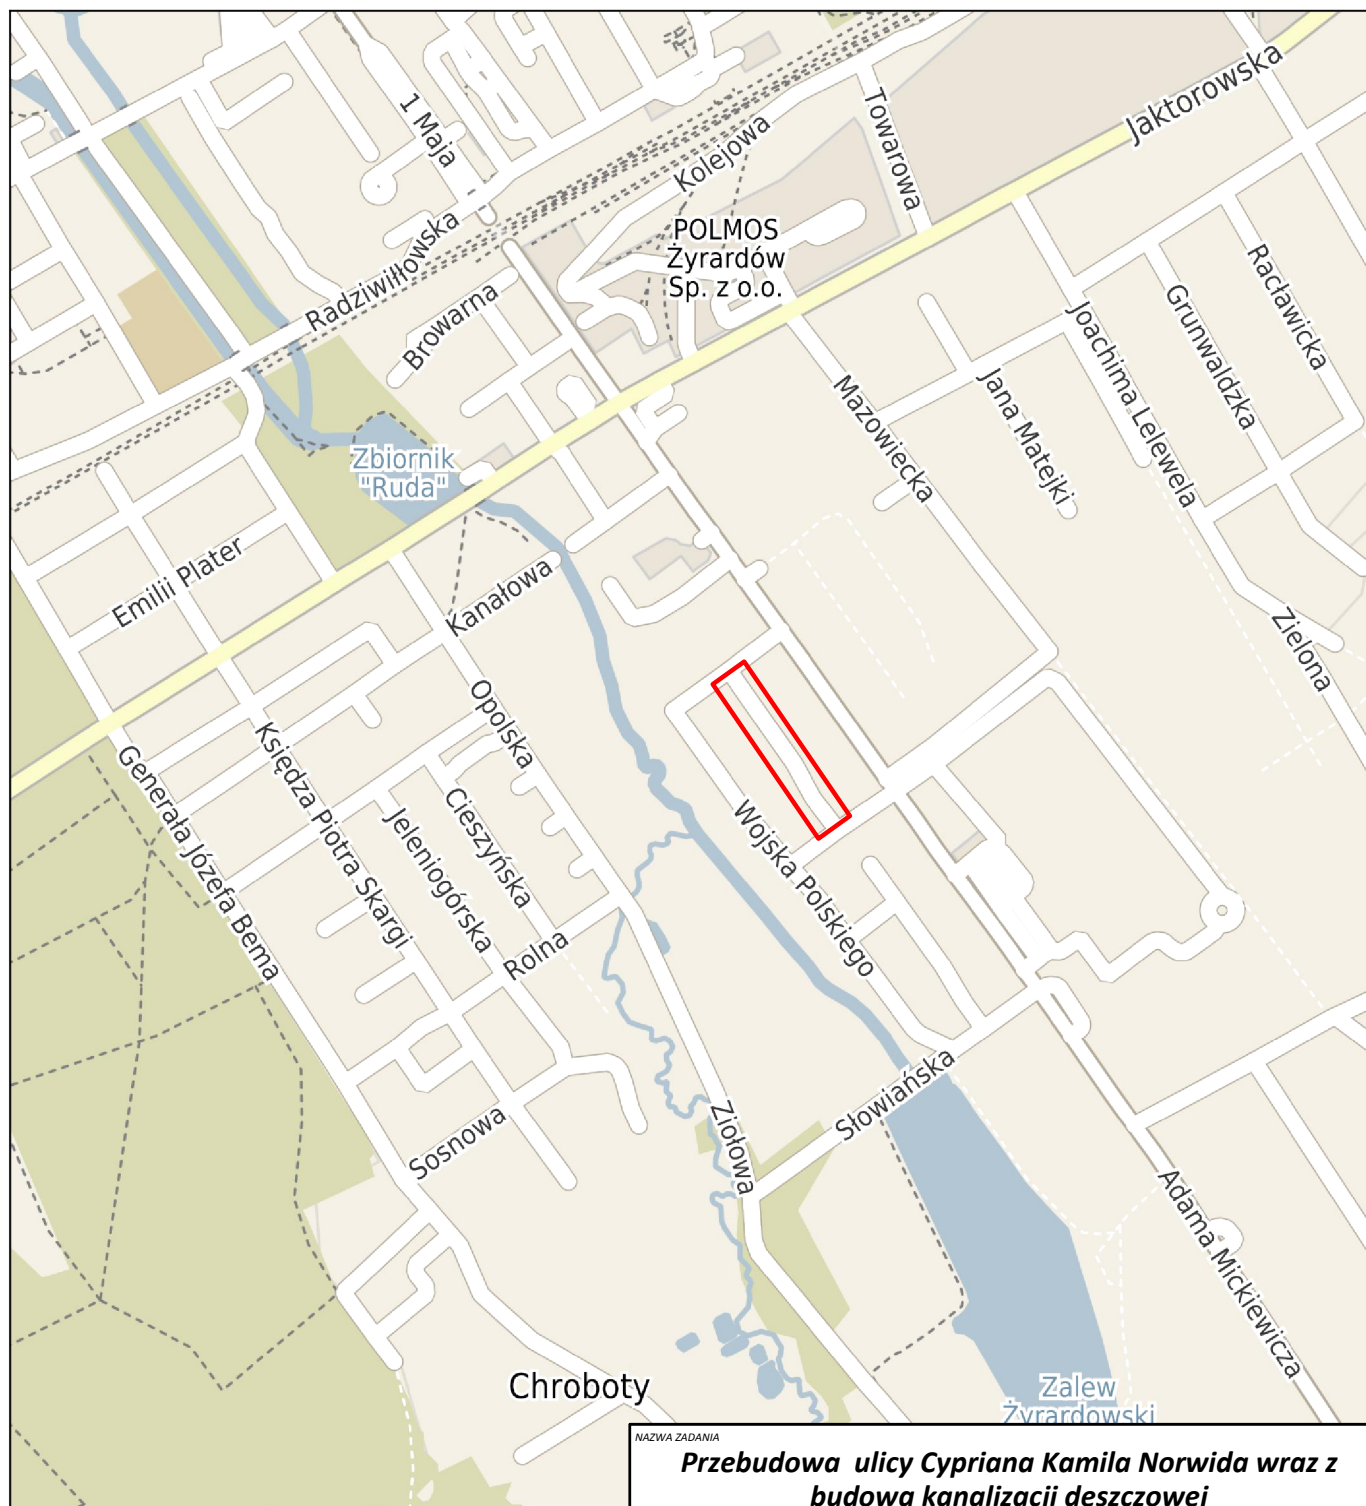 1 Maja
Towarowa
Jaktorowska
Kolejowa
POLMOS
Żyrardów
Sp. z o.o.
Radziwiłłowska
Browarna
Racławicka
Grunwaldzka
Joachima Lelewela
Jana Matejki
Mazowiecka
Zbiornik
"Ruda"
Emilii Plater
Kanałowa
Zielona
Opolska
Księdza Piotra Skargi
Generała Józefa Bema
Cieszyńska
Jeleniogórska
Wojska Polskiego
Rolna
Słowiańska
Sosnowa
Ziołowa
Adama Mickiewicza
Chroboty
Zalew
Żyrardowski
NAZWA ZADANIA
Przebudowa ulicy Cypriana Kamila Norwida wraz z
budową kanalizacji deszczowej